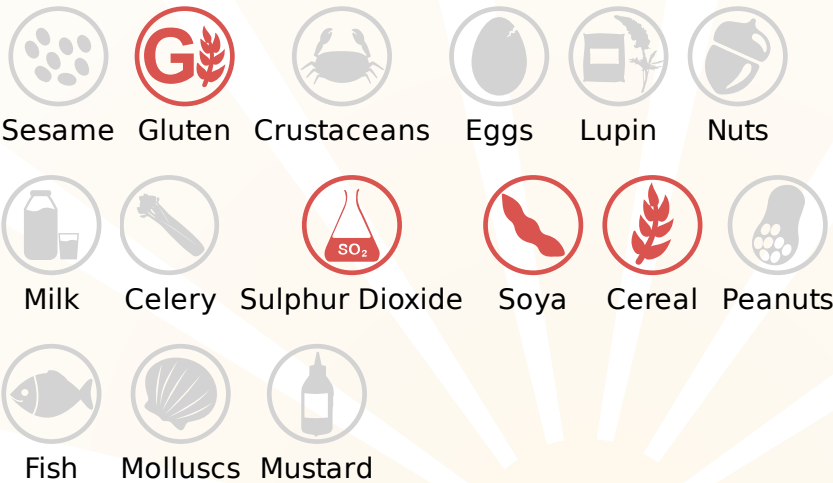 G
Sesame Gluten Crustaceans Eggs Lupin Nuts
SO₂
Milk Celery Sulphur Dioxide Soya Cereal Peanuts
Fish Molluscs Mustard